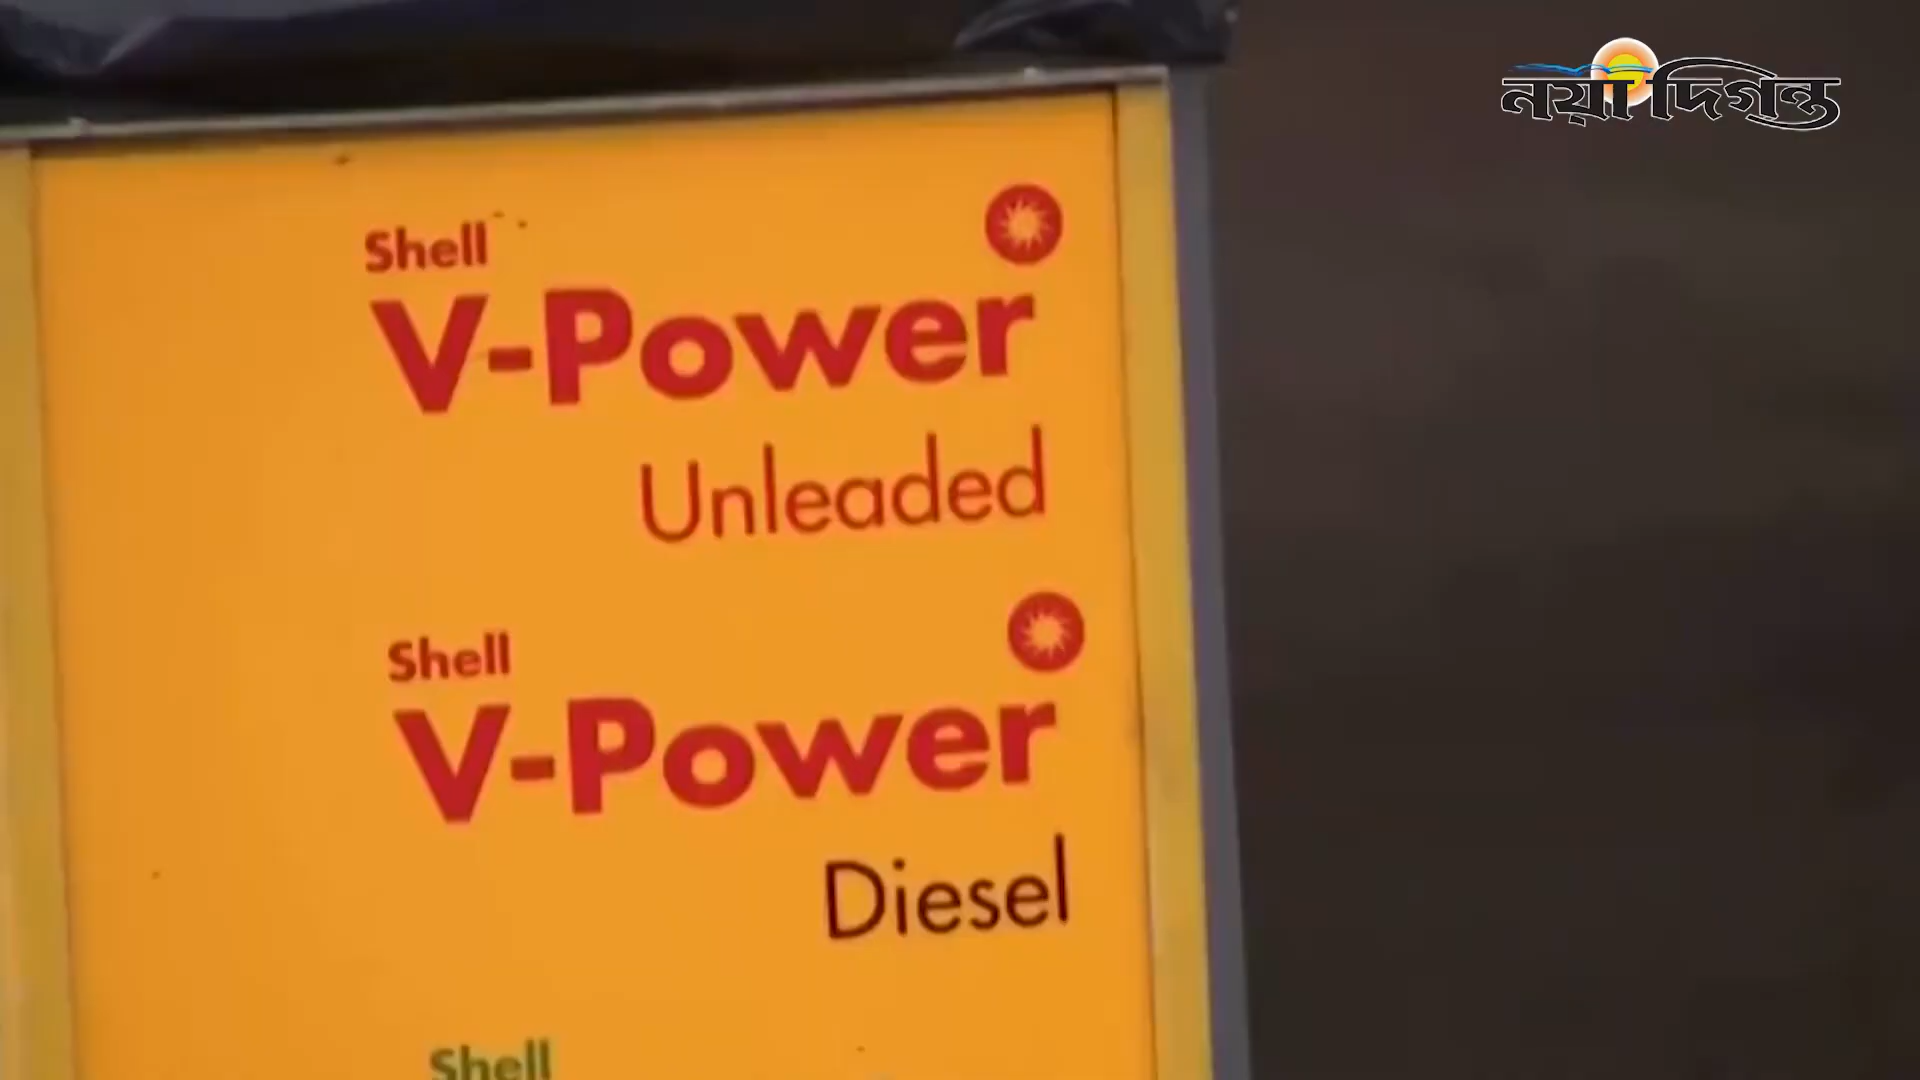 নয়া দিগন্ত
Shell
V-Power
Unleaded
Shell
V-Power
Diesel
Shell